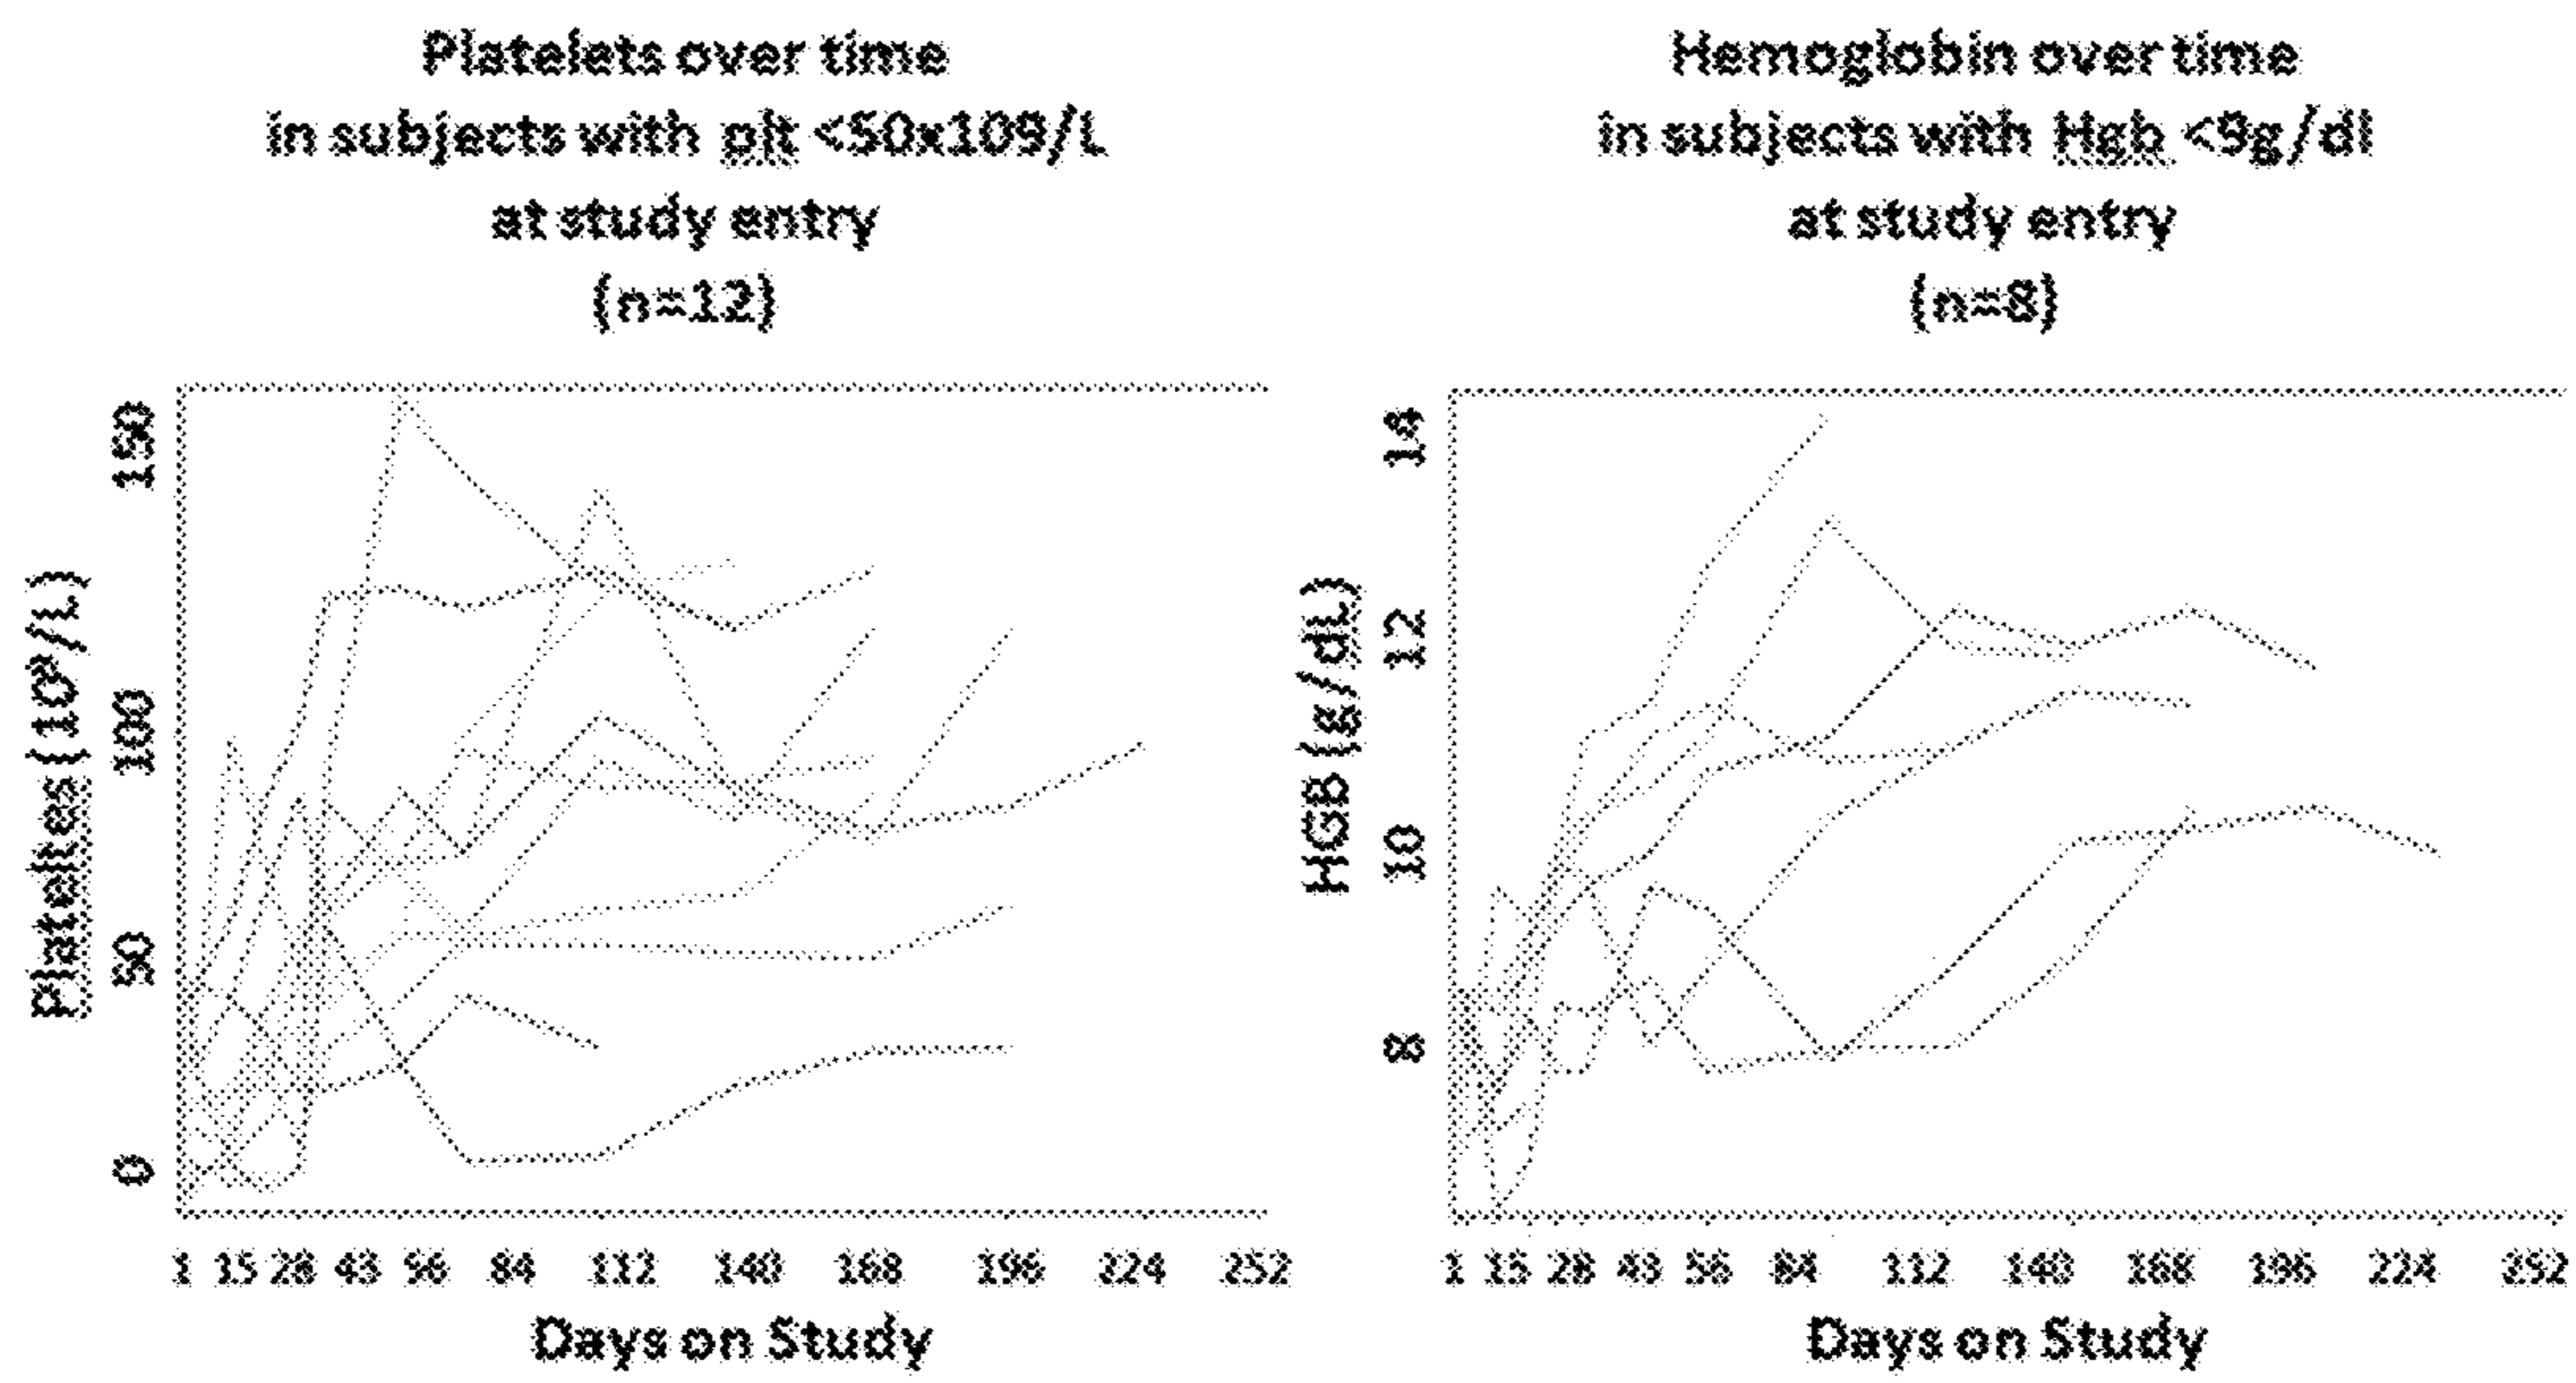 Platelets over time
in subjects with plt <50x109/L
at study entry
(n=12)
150
100
50
0
Platelites (10⁹/L)
1 15 28 43 56 84 112 140 168 196 224 252
Days on Study
Hemoglobin over time
in subjects with Hgb <9g/dl
at study entry
(n=8)
14
12
10
8
HGB (g/dL)
1 15 28 43 56 84 112 140 168 196 224 252
Days on Study